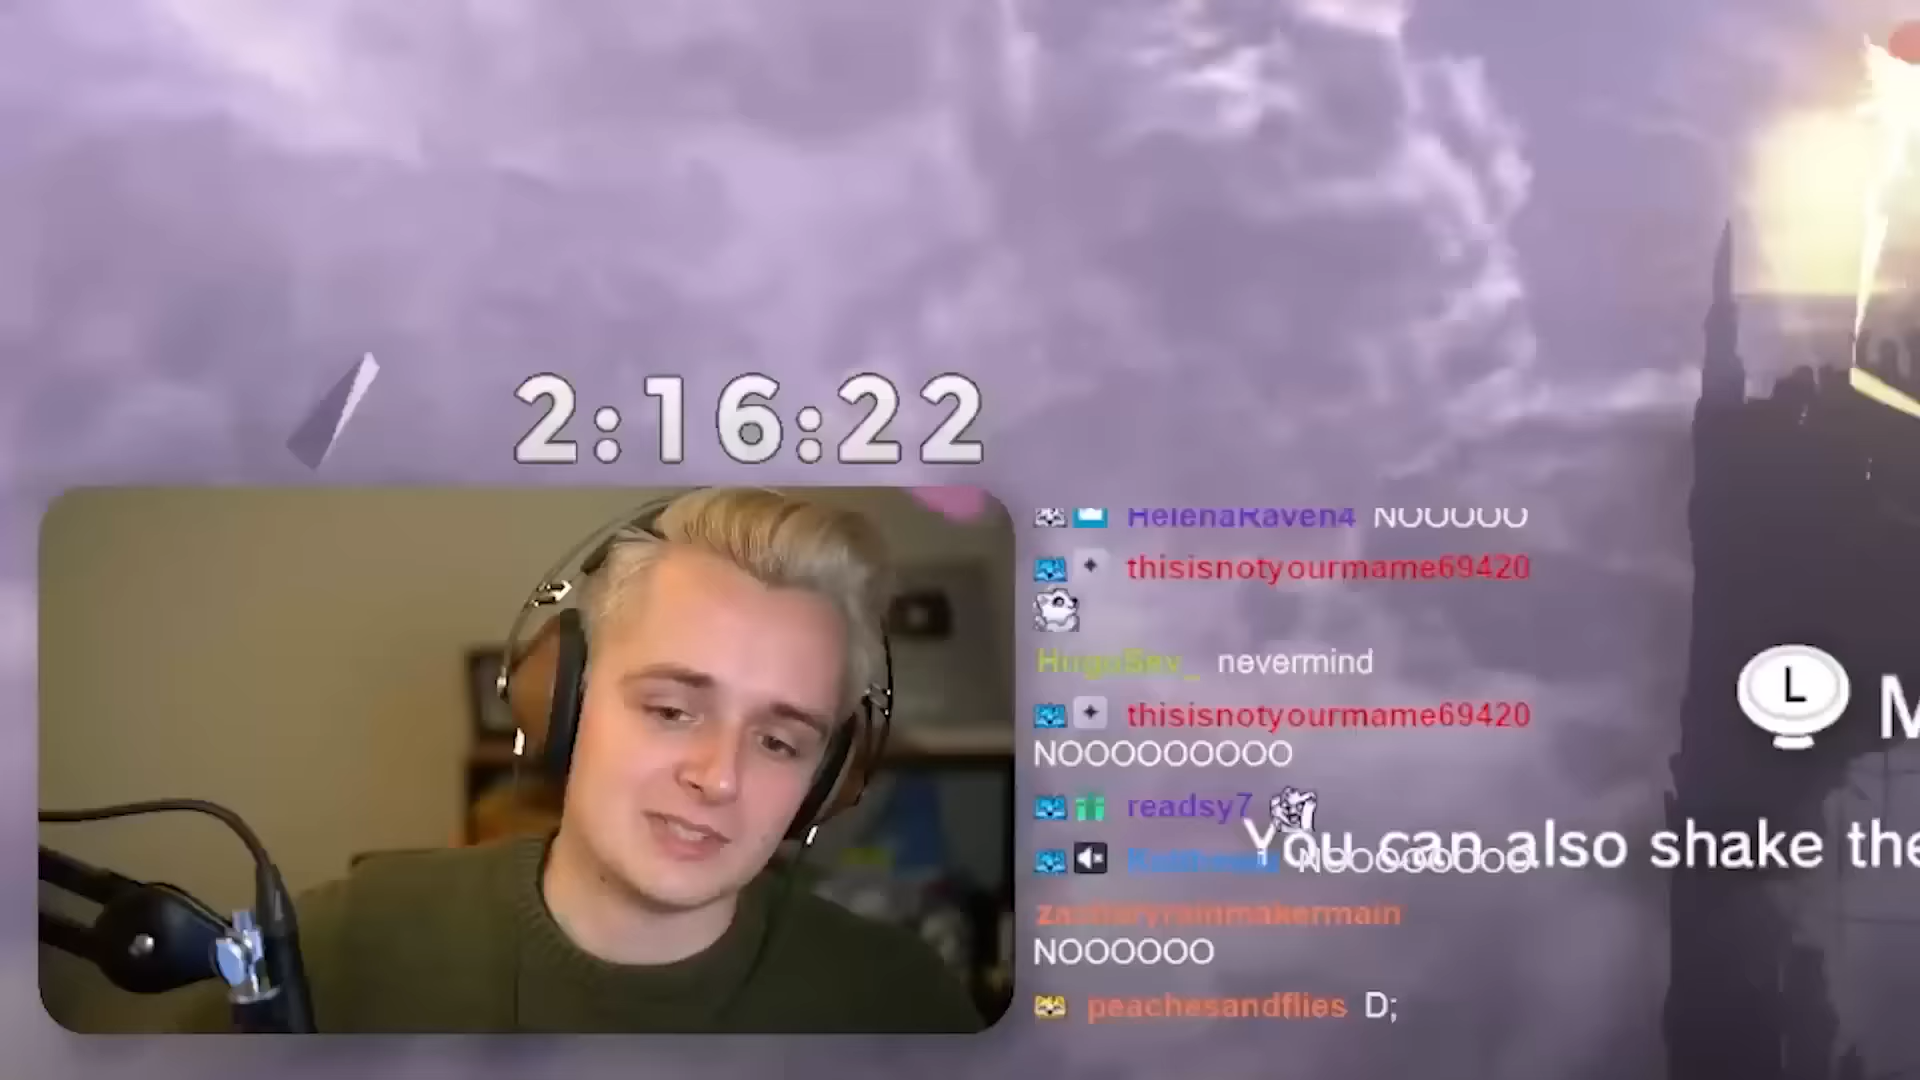 2:16:22
HelenaRaven4 NOOOOO
thisisnotyourmame69420
HugoSev_ nevermind
L M
thisisnotyourmame69420
NOOOOOOOOO
readsy7
You can also shake the
NOOOOOOOO
NOOOOOO
peachesandflies D;